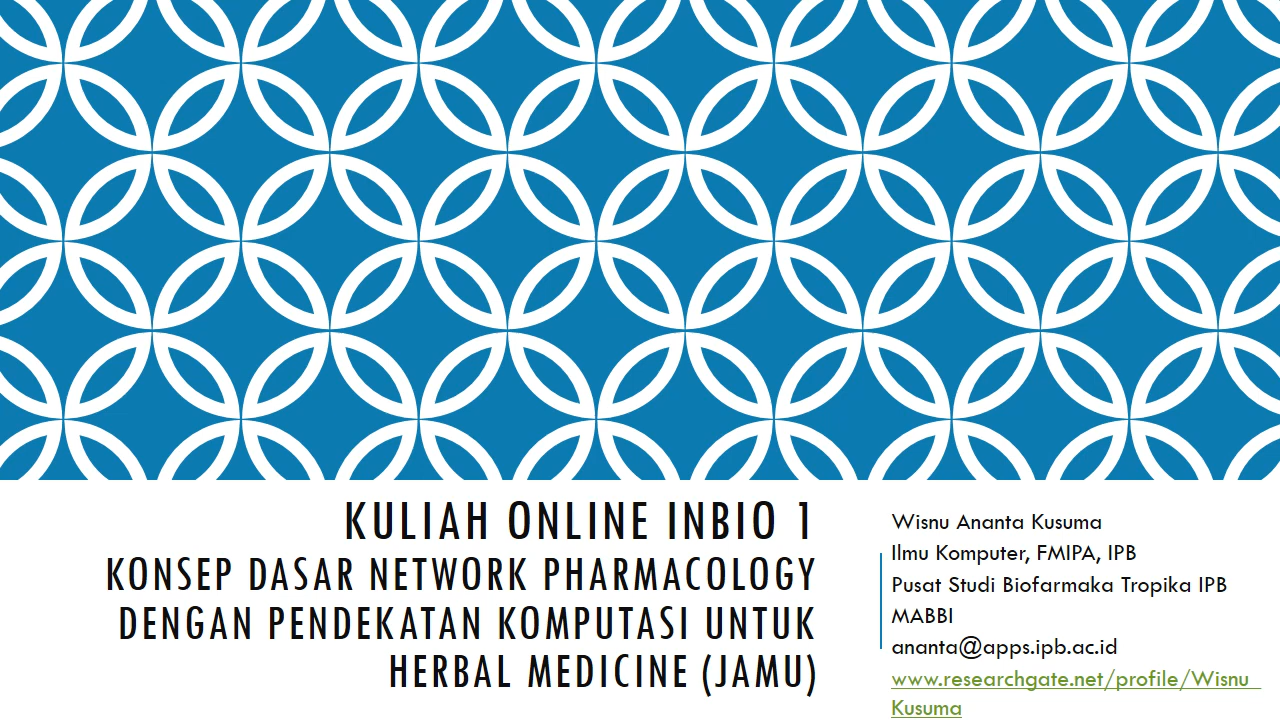 KULIAH ONLINE INBIO 1
KONSEP DASAR NETWORK PHARMACOLOGY
DENGAN PENDEKATAN KOMPUTASI UNTUK
HERBAL MEDICINE (JAMU)
Wisnu Ananta Kusuma
Ilmu Komputer, FMIPA, IPB
Pusat Studi Biofarmaka Tropika IPB
MABBI
ananta@apps.ipb.ac.id
www.researchgate.net/profile/Wisnu_
Kusuma